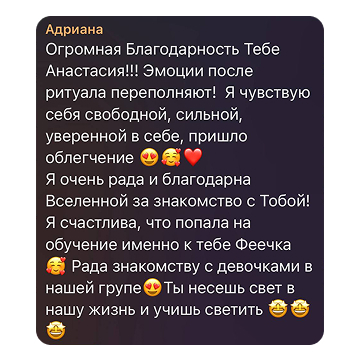 Адриана
Огромная Благодарность Тебе
Анастасия!!! Эмоции после
ритуала переполняют!  Я чувствую
себя свободной, сильной,
уверенной в себе, пришло
облегчение 😍🥰❤️
Я очень рада и благодарна
Вселенной за знакомство с Тобой!
Я счастлива, что попала на
обучение именно к тебе Феечка
🥰 Рада знакомству с девочками в
нашей групе😍Ты несешь свет в
нашу жизнь и учишь светить 🤩🤩
🤩